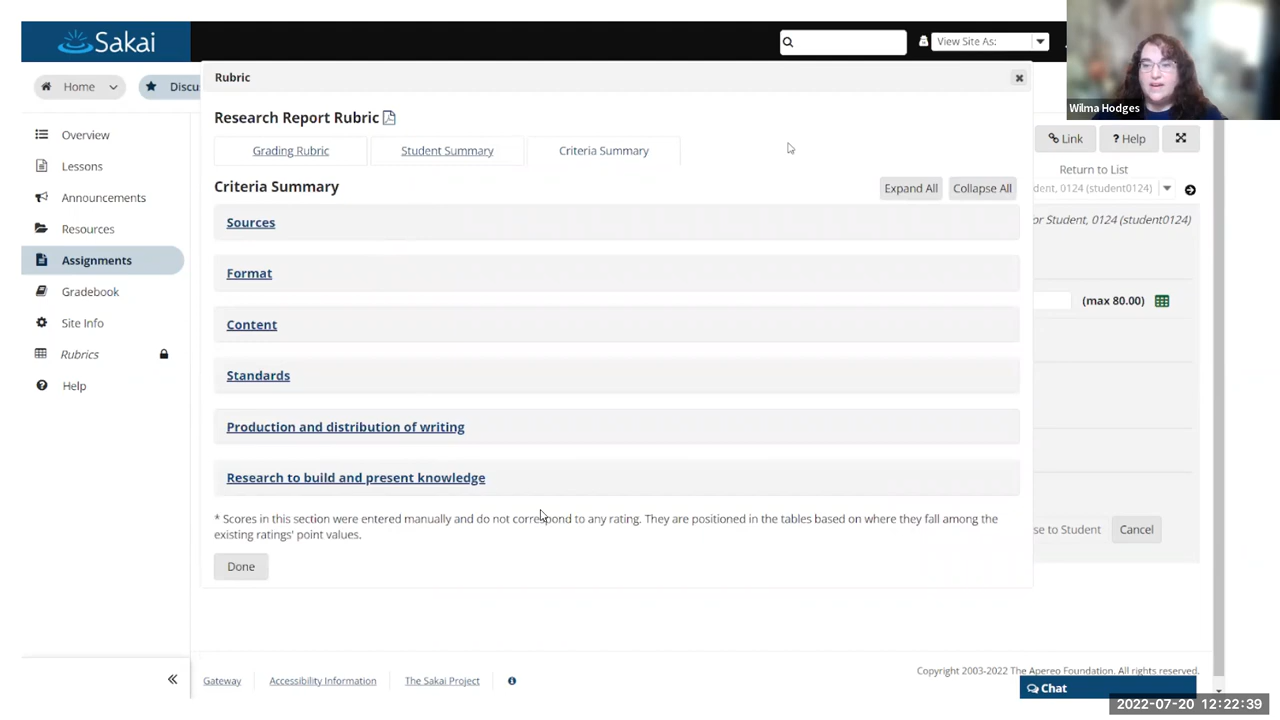 Sakai
View Site As:
Wilma Hodges
Home
Discu
Rubric
Research Report Rubric
Grading Rubric
Student Summary
Criteria Summary
Criteria Summary
Expand All
Collapse All
Sources
Format
Content
Standards
Production and distribution of writing
Research to build and present knowledge
* Scores in this section were entered manually and do not correspond to any rating. They are positioned in the tables based on where they fall among the
existing ratings' point values.
Done
Overview
Lessons
Announcements
Resources
Assignments
Gradebook
Site Info
Rubrics
Help
Link
? Help
Return to List
dent, 0124 (student0124)
or Student, 0124 (student0124)
(max 80.00)
se to Student
Cancel
Gateway
Accessibility Information
The Sakai Project
Copyright 2003-2022 The Apereo Foundation. All rights reserved.
Chat
2022-07-20 12:22:39